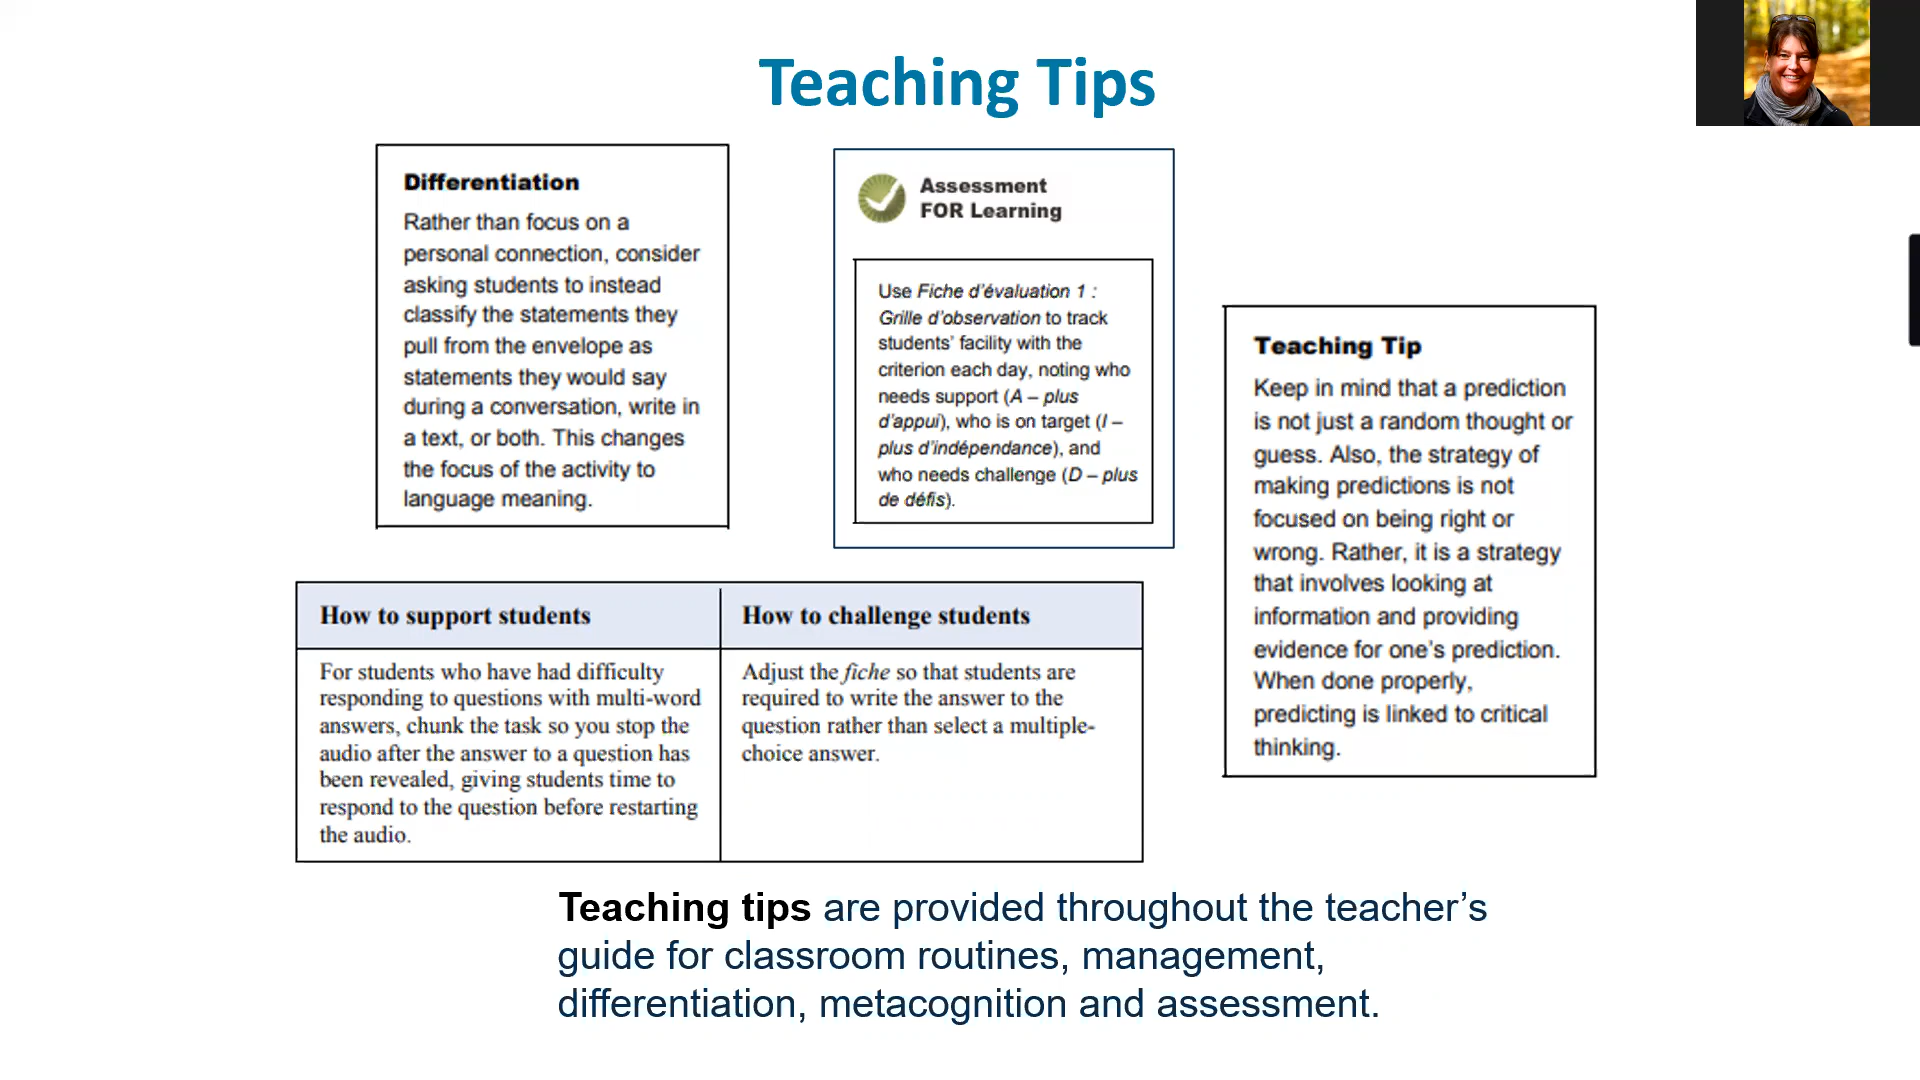 Teaching Tips
Differentiation
Rather than focus on a
personal connection, consider
asking students to instead
classify the statements they
pull from the envelope as
statements they would say
during a conversation, write in
a text, or both. This changes
the focus of the activity to
language meaning.
Assessment
FOR Learning
Use Fiche d'évaluation 1 :
Grille d'observation to track
students' facility with the
criterion each day, noting who
needs support (A – plus
d'appui), who is on target (I –
plus d'indépendance), and
who needs challenge (D – plus
de défis).
Teaching Tip
Keep in mind that a prediction
is not just a random thought or
guess. Also, the strategy of
making predictions is not
focused on being right or
wrong. Rather, it is a strategy
that involves looking at
information and providing
evidence for one's prediction.
When done properly,
predicting is linked to critical
thinking.
How to support students
For students who have had difficulty
responding to questions with multi-word
answers, chunk the task so you stop the
audio after the answer to a question has
been revealed, giving students time to
respond to the question before restarting
the audio.
How to challenge students
Adjust the fiche so that students are
required to write the answer to the
question rather than select a multiple-
choice answer.
Teaching tips are provided throughout the teacher's
guide for classroom routines, management,
differentiation, metacognition and assessment.